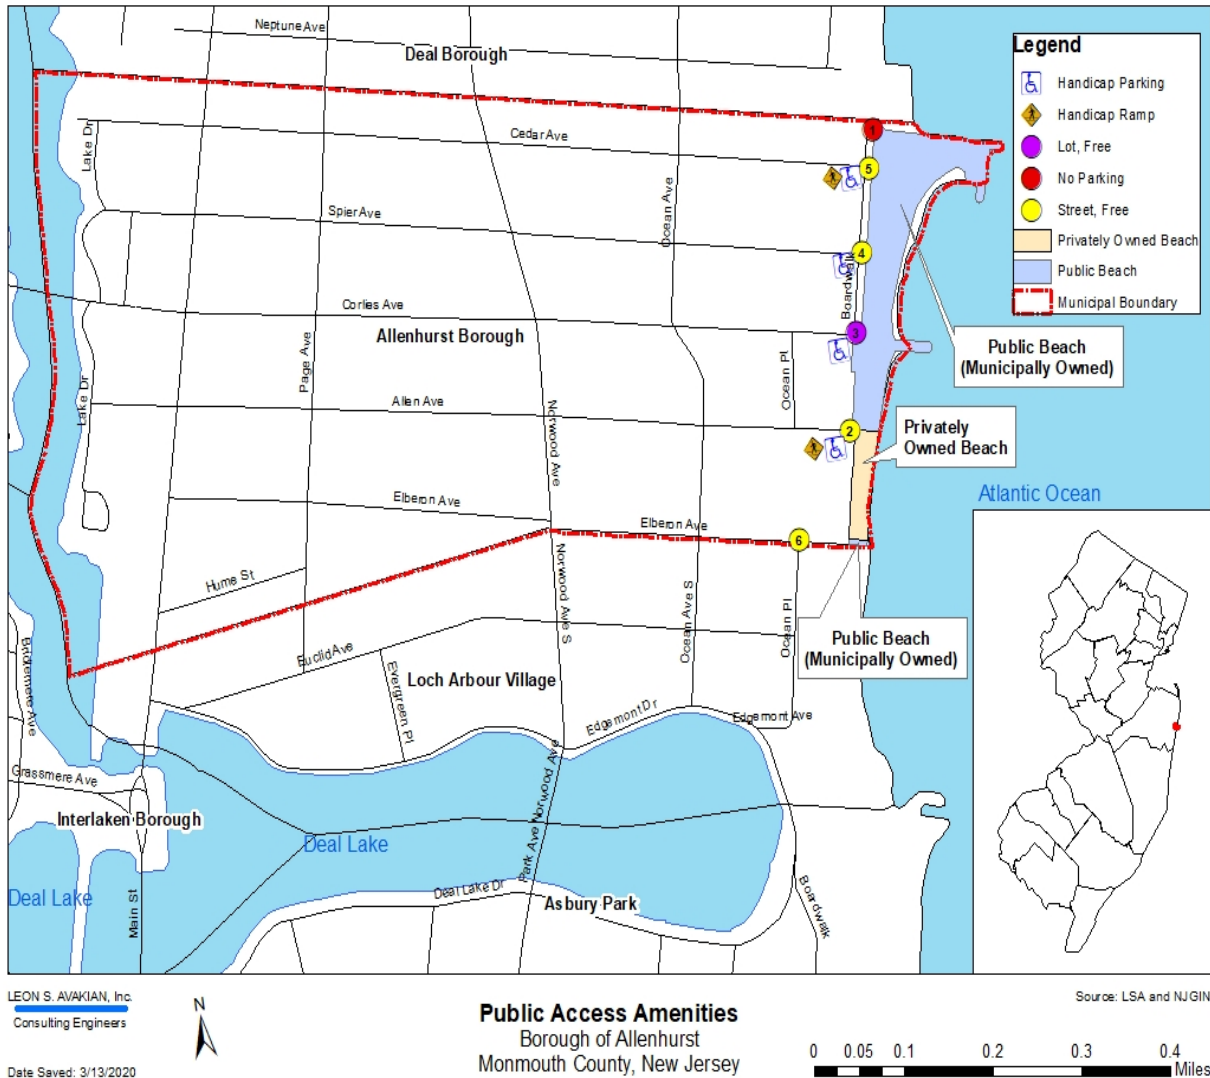 Neptune Ave
Deal Borough
Legend
Handicap Parking
Handicap Ramp
Lot, Free
No Parking
Street, Free
Privately Owned Beach
Public Beach
Municipal Boundary
1
Cedar Ave
Lake Dr
5
Spier Ave
Ocean Ave
4
Boardwalk
Corlies Ave
3
Allenhurst Borough
Page Ave
Ocean Pl
Public Beach
(Municipally Owned)
Lake Dr
Allen Ave
Norwood Ave
2
Privately
Owned Beach
Atlantic Ocean
Elberon Ave
Elberon Ave
6
Hume St
Norwood Ave S
Ocean Ave S
Ocean Pl
Public Beach
(Municipally Owned)
Bridlemere Ave
Euclid Ave
Evergreen Pl
Loch Arbour Village
Edgemont Dr
Edgemont Ave
Grassmere Ave
Interlaken Borough
Deal Lake
Park Ave Norwood Ave
Deal Lake
Main St
Deal Lake Dr
Asbury Park
Boardwalk
LEON S. AVAKIAN, Inc.
Consulting Engineers
Date Saved: 3/13/2020
N
Public Access Amenities
Borough of Allenhurst
Monmouth County, New Jersey
Source: LSA and NJGIN
0 0.05 0.1 0.2 0.3 0.4
Miles